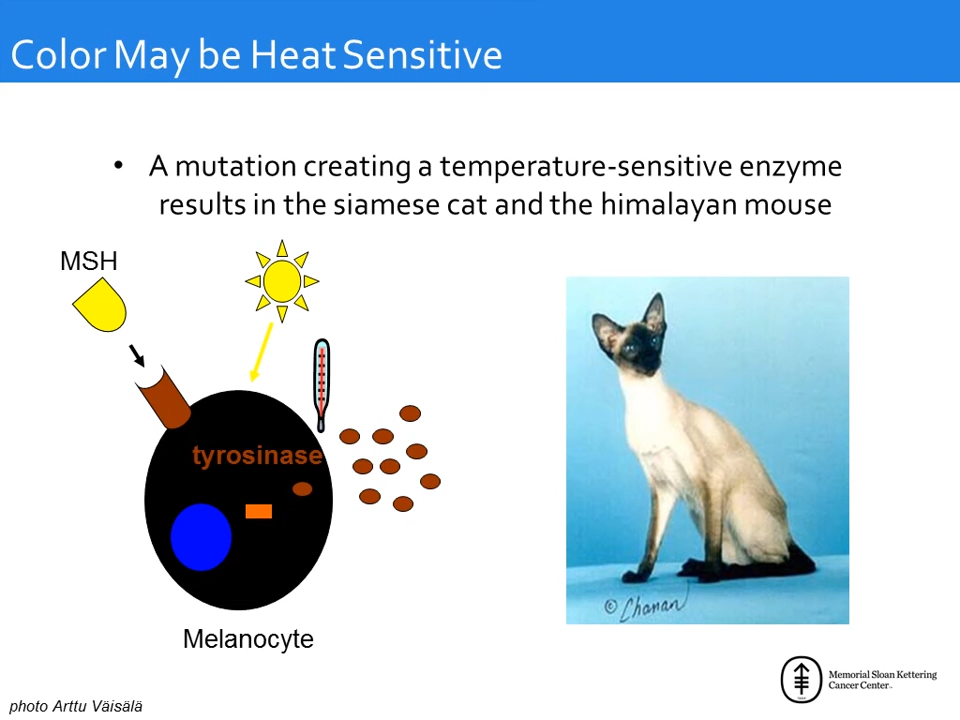 Color May be Heat Sensitive
• A mutation creating a temperature-sensitive enzyme
results in the siamese cat and the himalayan mouse
MSH
tyrosinase
Melanocyte
© Chanan
Memorial Sloan Kettering
Cancer Center
photo Arttu Väisälä